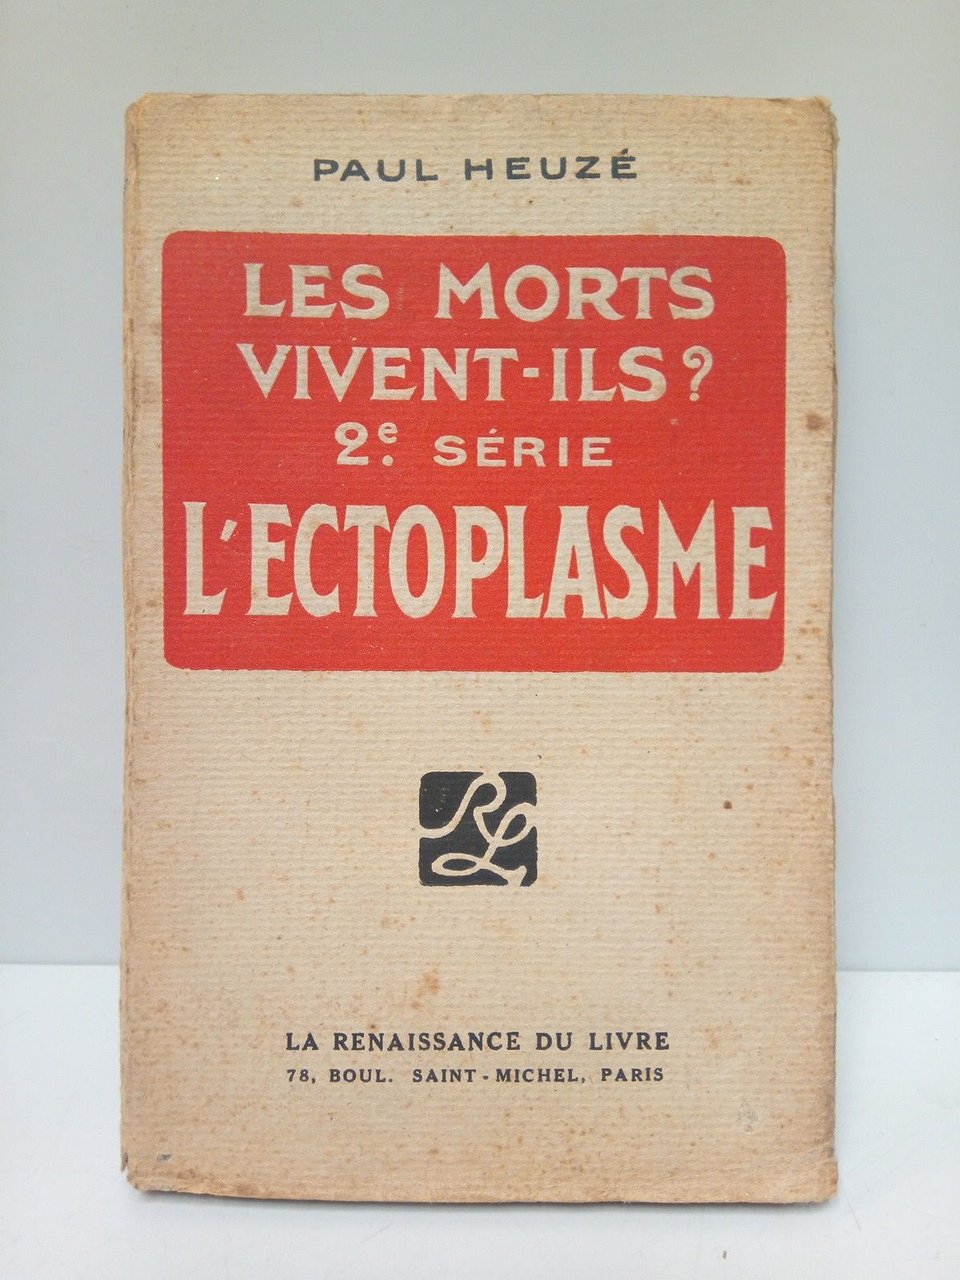 PAUL HEUZÉ
LES MORTS
VIVENT-ILS?
2e. SÉRIE
L'ECTOPLASME
RL
LA RENAISSANCE DU LIVRE
78, BOUL. SAINT-MICHEL, PARIS